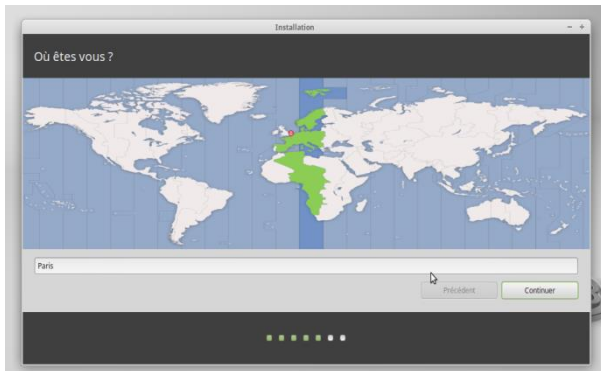 Installation
Où êtes vous ?
Paris
Précédent
Continuer